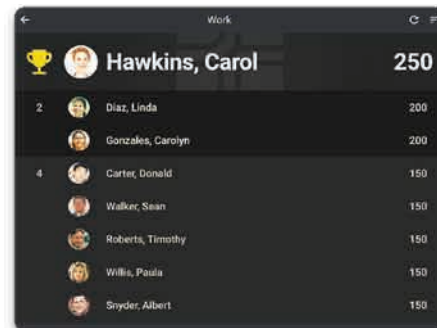 Work
Hawkins, Carol 250
2 Diaz, Linda 200
Gonzales, Carolyn 200
4 Carter, Donald 150
Walker, Sean 150
Roberts, Timothy 150
Willis, Paula 150
Snyder, Albert 150